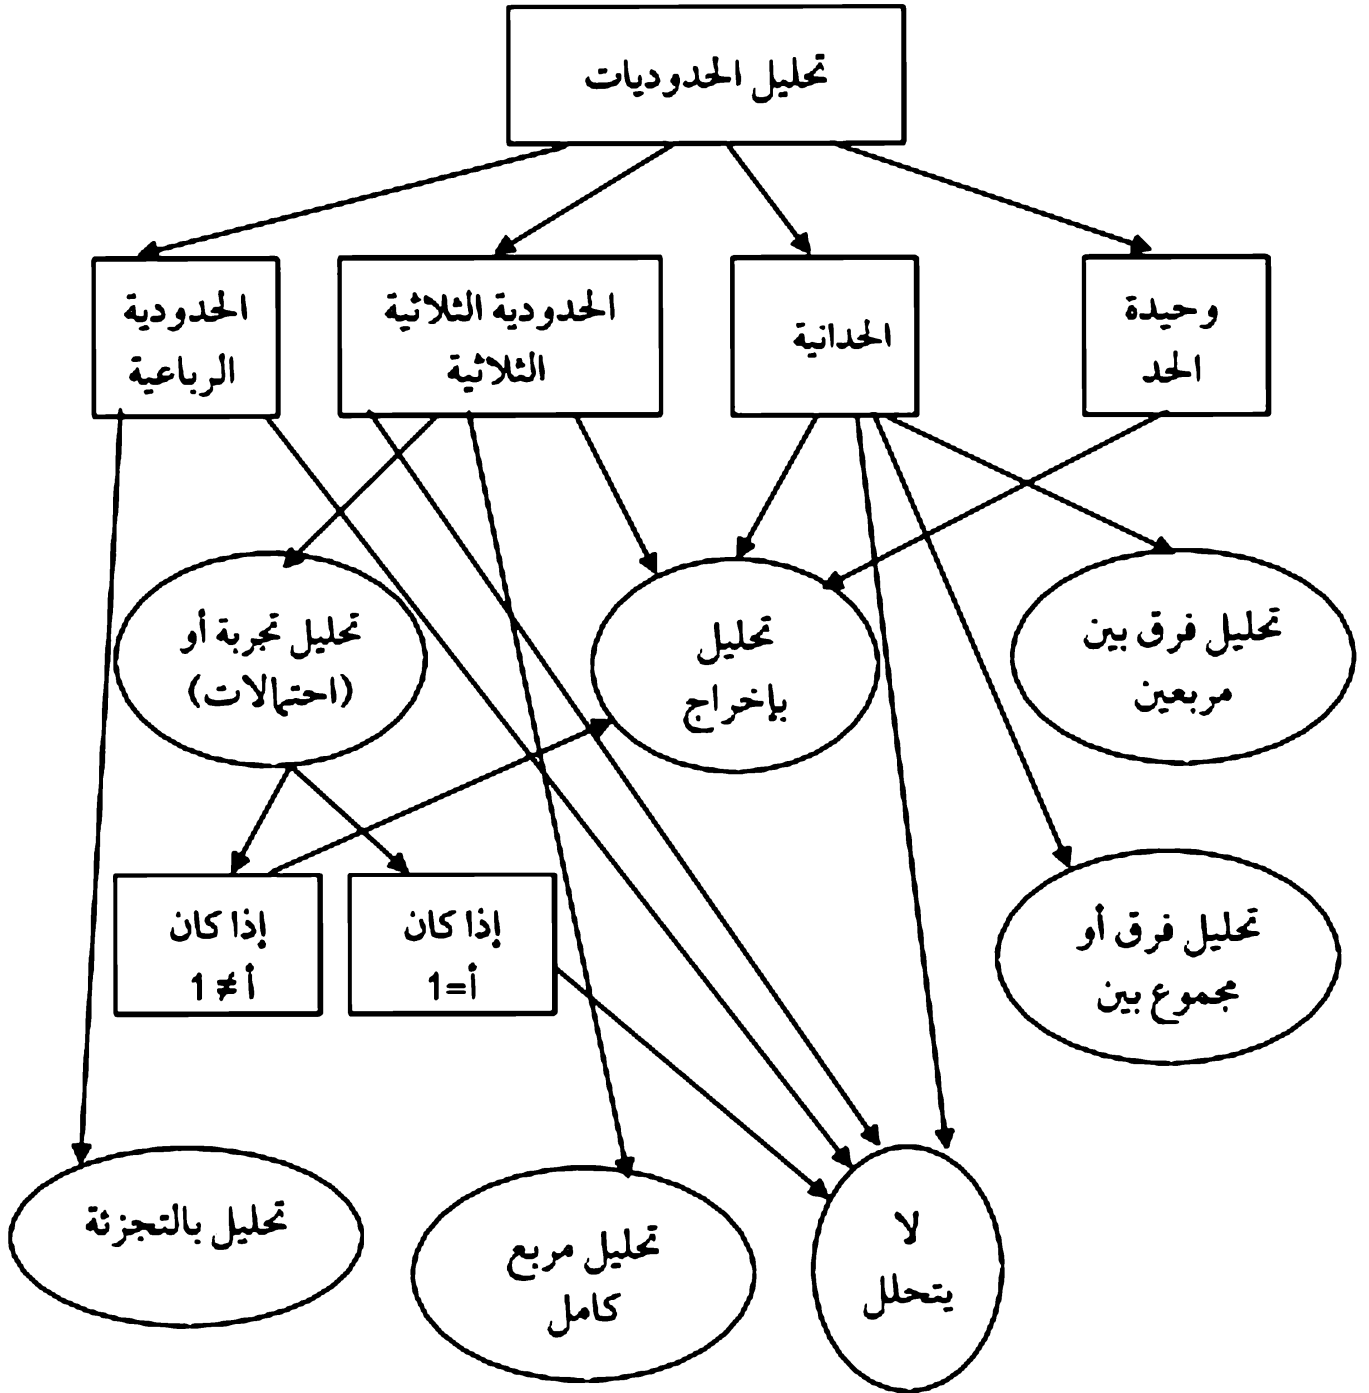 تحليل الحدوديات
وحيدة
الحد
الحدانية
الحدودية الثلاثية
الثلاثية
الحدودية
الرباعية
تحليل فرق بين
مربعين
تحليل
بإخراج
تحليل تجربة أو
(احتمالات)
تحليل فرق أو
مجموع بين
إذا كان
أ=1
إذا كان
أ ≠ 1
لا
يتحلل
تحليل مربع
كامل
تحليل بالتجزئة